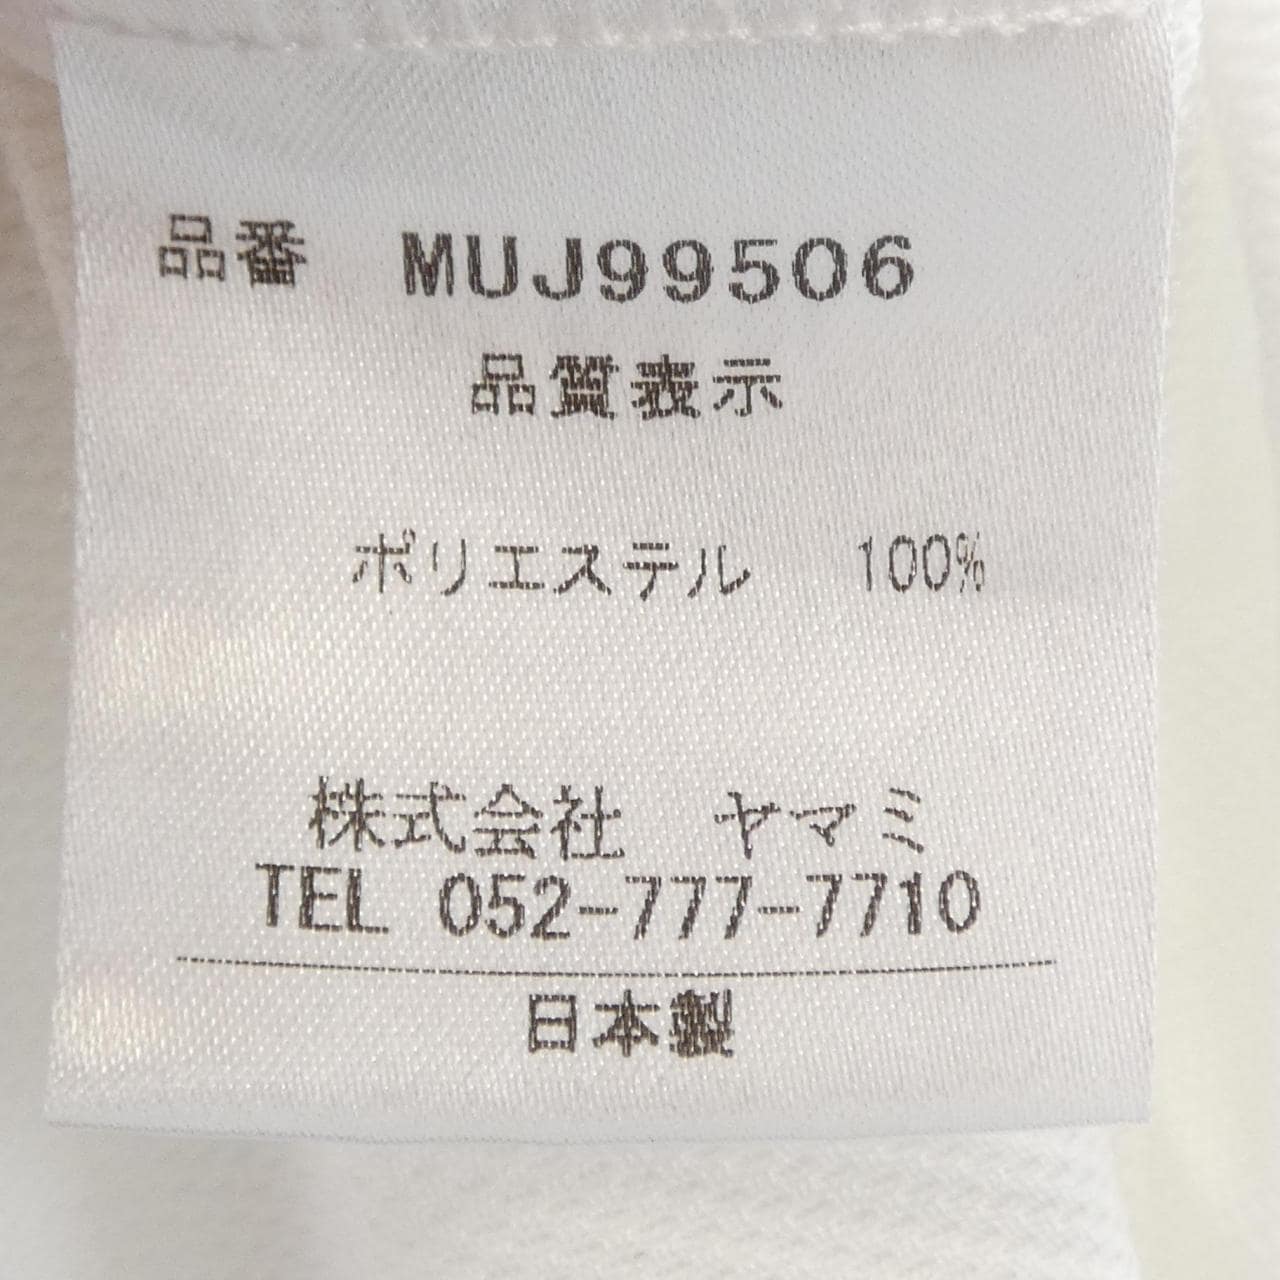 品番 MUJ99506
品質表示
ポリエステル 100%
株式会社 ヤマミ
TEL 052-777-7710
日本製